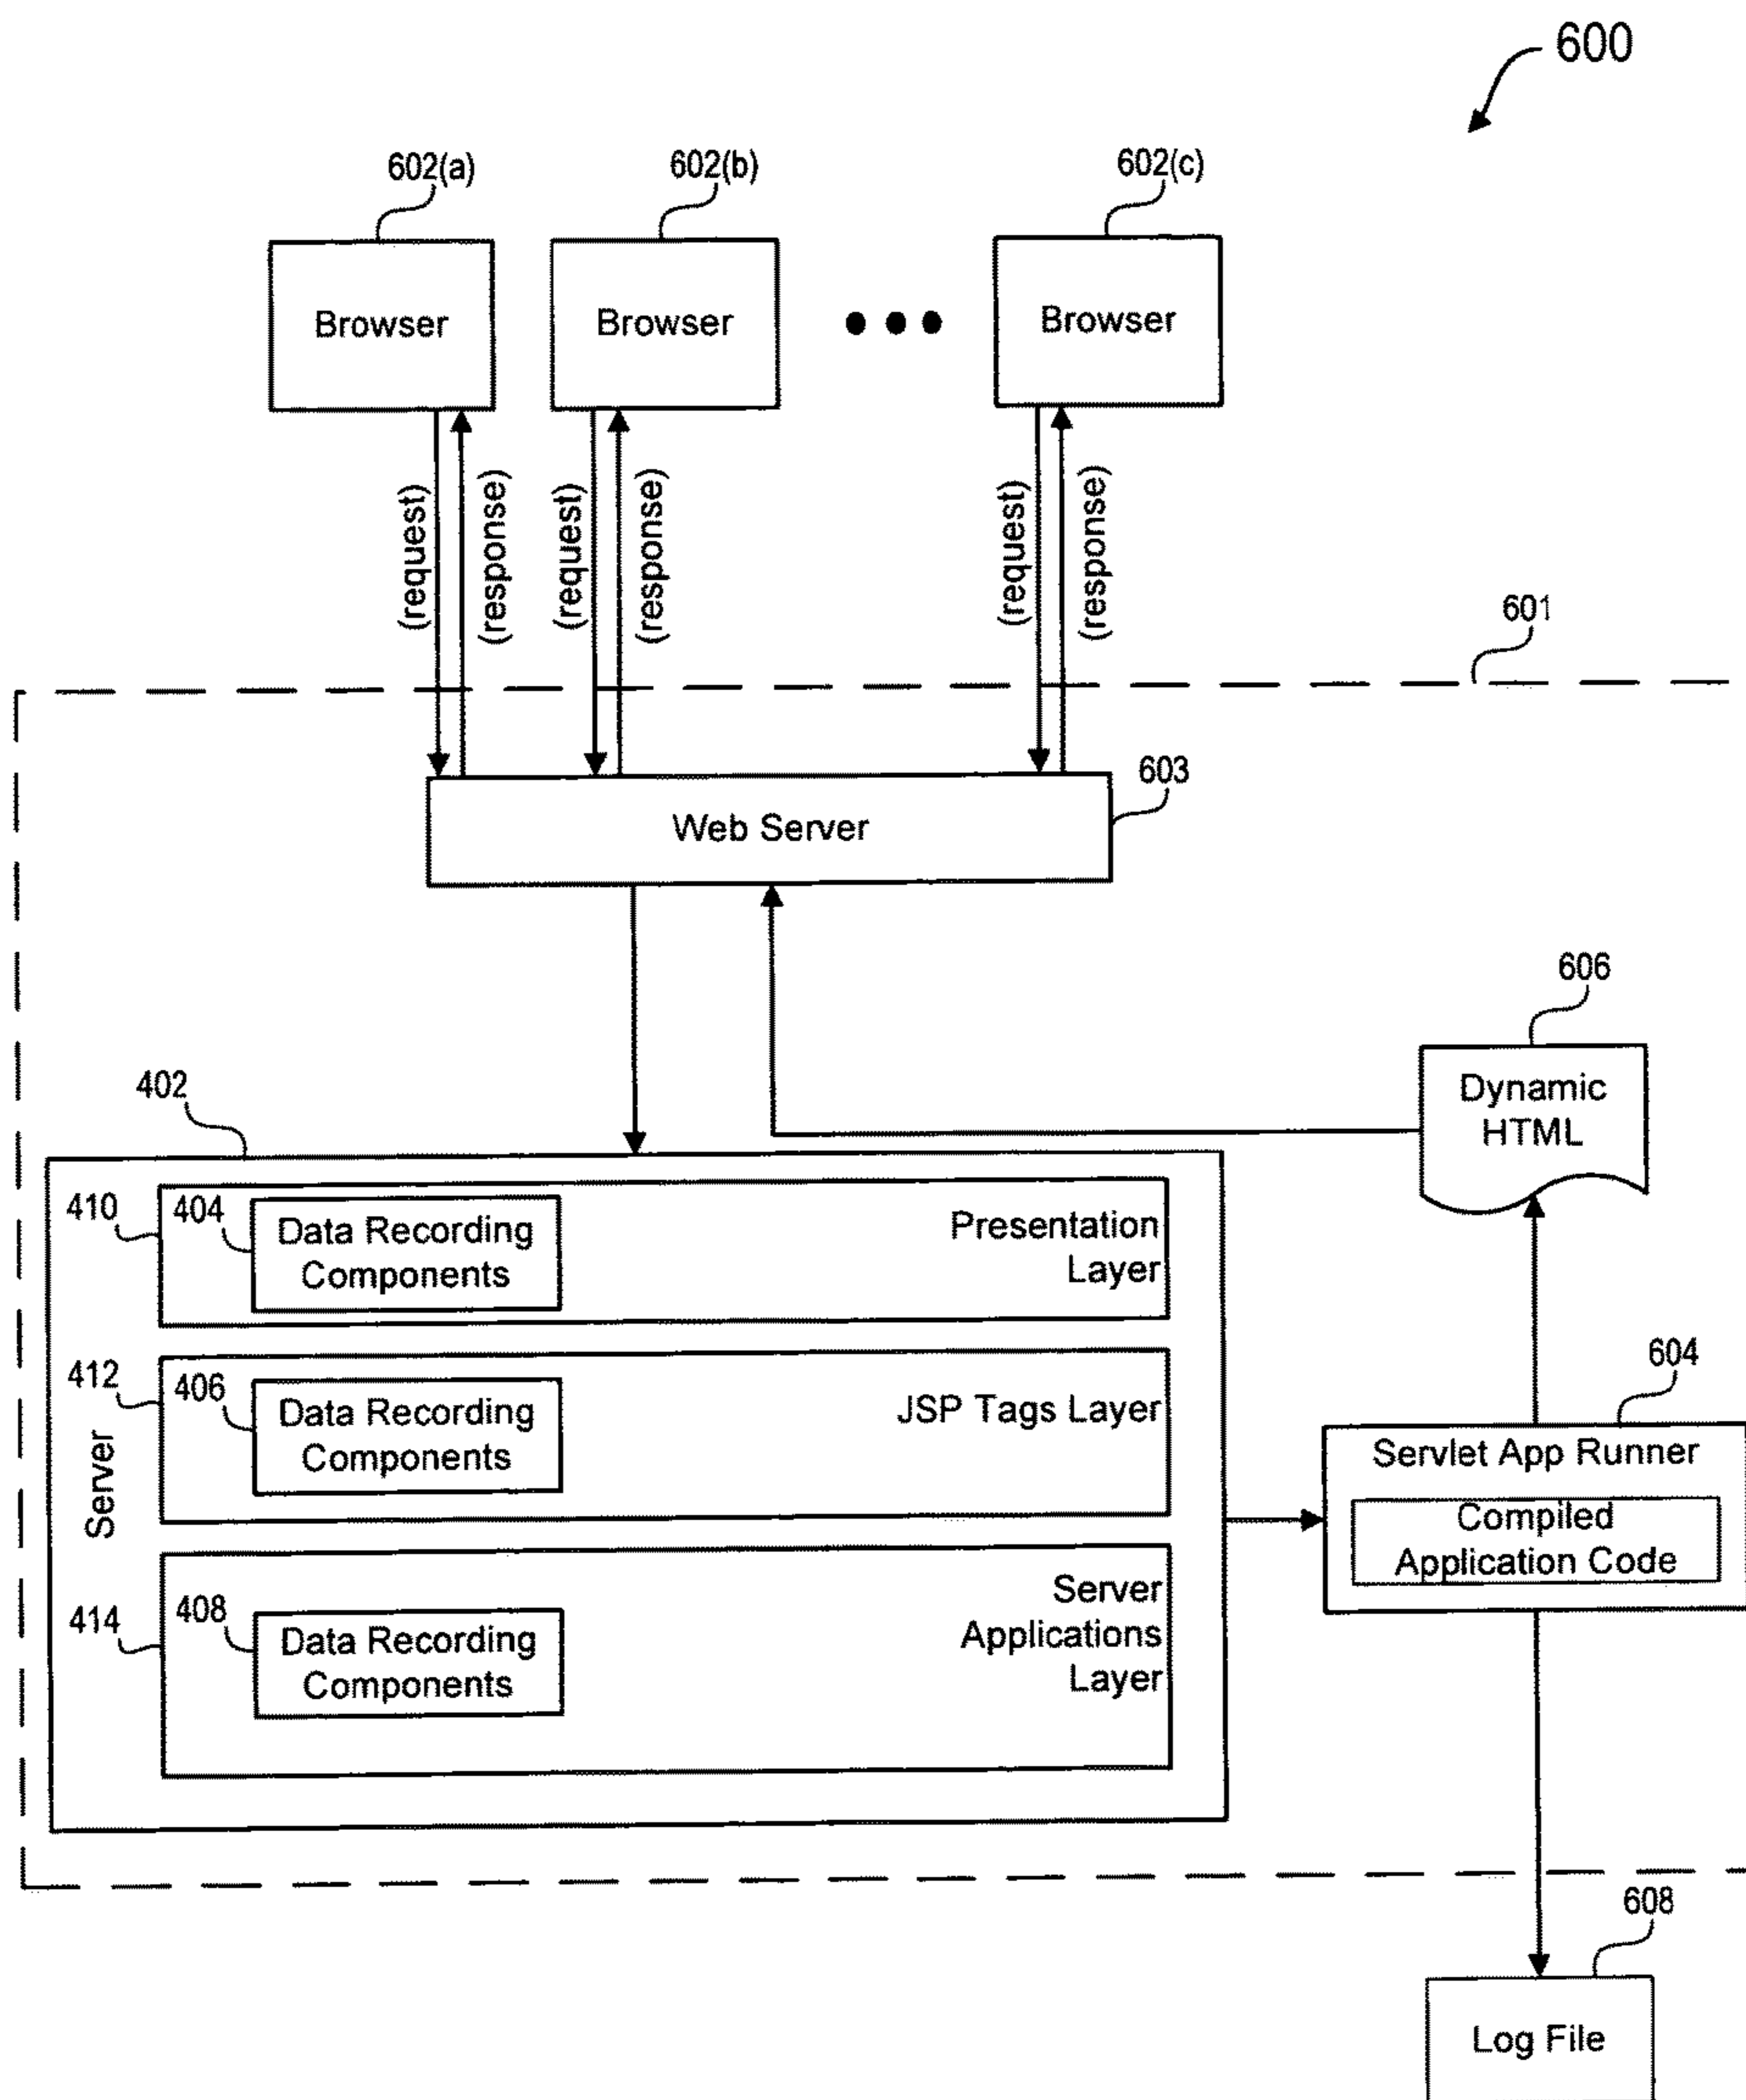 600
602(a)
602(b)
602(c)
Browser
Browser
Browser
(request)
(response)
(request)
(response)
(request)
(response)
601
603
Web Server
606
Dynamic
HTML
402
410
404
Data Recording
Components
Presentation
Layer
412
406
Data Recording
Components
JSP Tags Layer
604
Servlet App Runner
Compiled
Application Code
Server
414
408
Data Recording
Components
Server
Applications
Layer
608
Log File